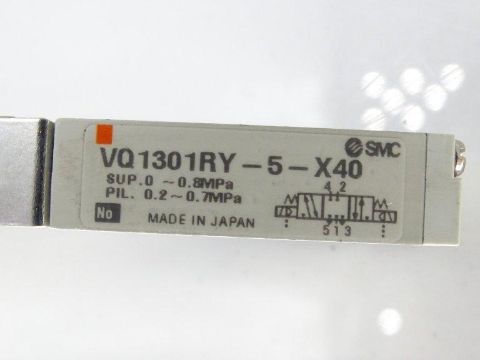 SMC
VQ1301RY-5-X40
SUP.0 ~0.8MPa
PIL. 0.2~0.7MPa
No MADE IN JAPAN
4 2
5 1 3